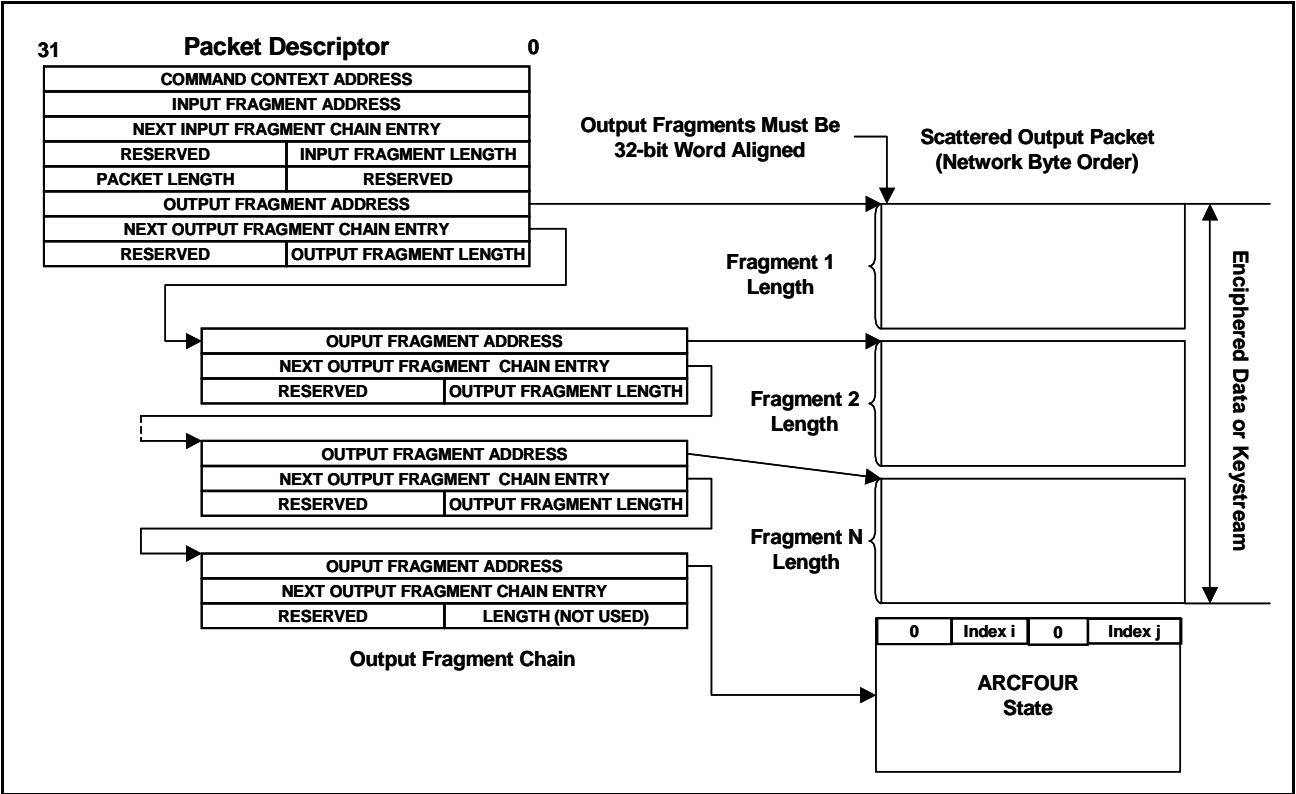 31 Packet Descriptor 0
COMMAND CONTEXT ADDRESS
INPUT FRAGMENT ADDRESS
NEXT INPUT FRAGMENT CHAIN ENTRY
RESERVED INPUT FRAGMENT LENGTH
PACKET LENGTH RESERVED
OUTPUT FRAGMENT ADDRESS
NEXT OUTPUT FRAGMENT CHAIN ENTRY
RESERVED OUTPUT FRAGMENT LENGTH
Output Fragments Must Be
32-bit Word Aligned
Scattered Output Packet
(Network Byte Order)
Fragment 1
Length
OUPUT FRAGMENT ADDRESS
NEXT OUTPUT FRAGMENT CHAIN ENTRY
RESERVED OUTPUT FRAGMENT LENGTH
Fragment 2
Length
OUTPUT FRAGMENT ADDRESS
NEXT OUTPUT FRAGMENT CHAIN ENTRY
RESERVED OUTPUT FRAGMENT LENGTH
Fragment N
Length
Enciphered Data or Keystream
OUPUT FRAGMENT ADDRESS
NEXT OUTPUT FRAGMENT CHAIN ENTRY
RESERVED LENGTH (NOT USED)
Output Fragment Chain
0 Index i 0 Index j
ARCFOUR
State